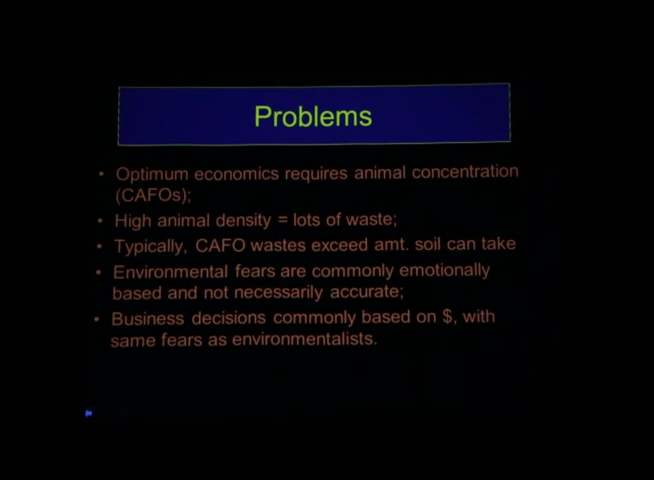 Problems
• Optimum economics requires animal concentration
(CAFOs);
• High animal density = lots of waste;
• Typically, CAFO wastes exceed amt. soil can take
• Environmental fears are commonly emotionally
based and not necessarily accurate;
• Business decisions commonly based on $, with
same fears as environmentalists.